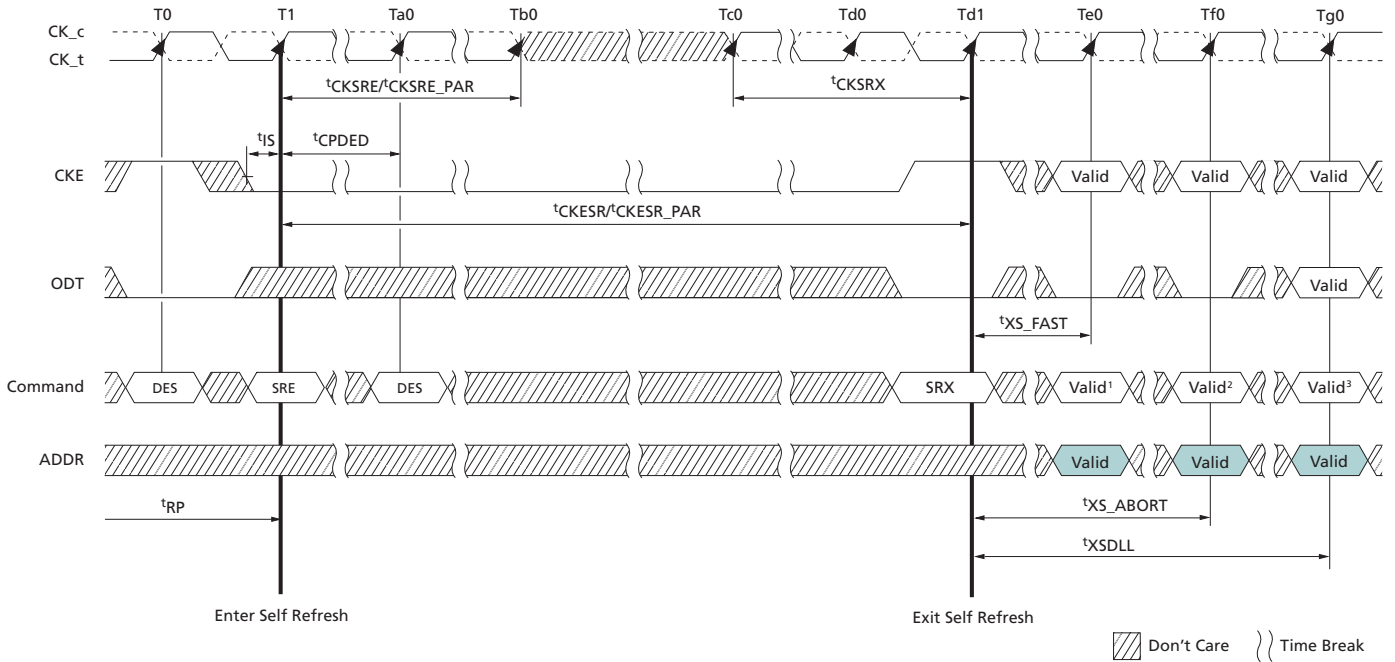 T0 T1 Ta0 Tb0 Tc0 Td0 Td1 Te0 Tf0 Tg0
CK_c
CK_t
tCKSRE/tCKSRE_PAR
tCKSRX
tIS
tCPDED
CKE
Valid Valid Valid
tCKESR/tCKESR_PAR
ODT
Valid
tXS_FAST
Command
DES SRE DES SRX Valid1 Valid2 Valid3
ADDR
Valid Valid Valid
tRP
tXS_ABORT
tXSDLL
Enter Self Refresh
Exit Self Refresh
Don't Care
Time Break